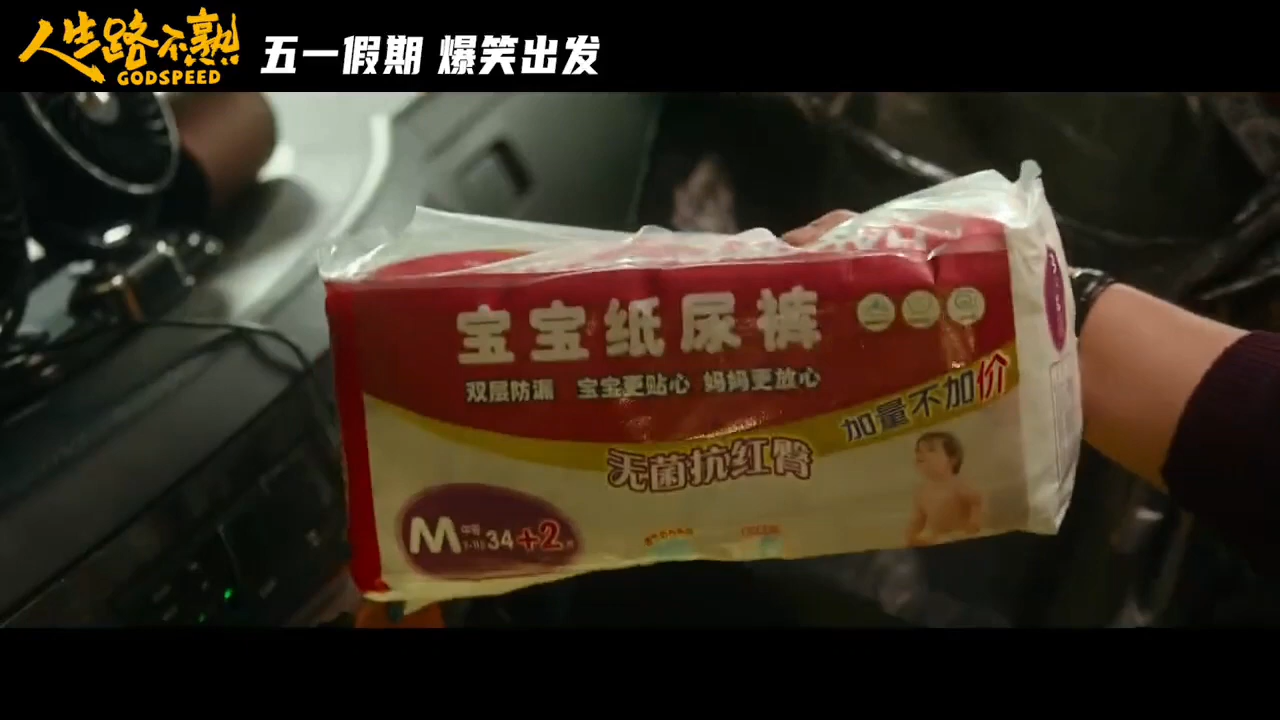 人生路不熟
GODSPEED
五一假期 爆笑出发
宝宝纸尿裤
双层防漏 宝宝更贴心 妈妈更放心
加量不加价
无菌抗红臀
M 34+2